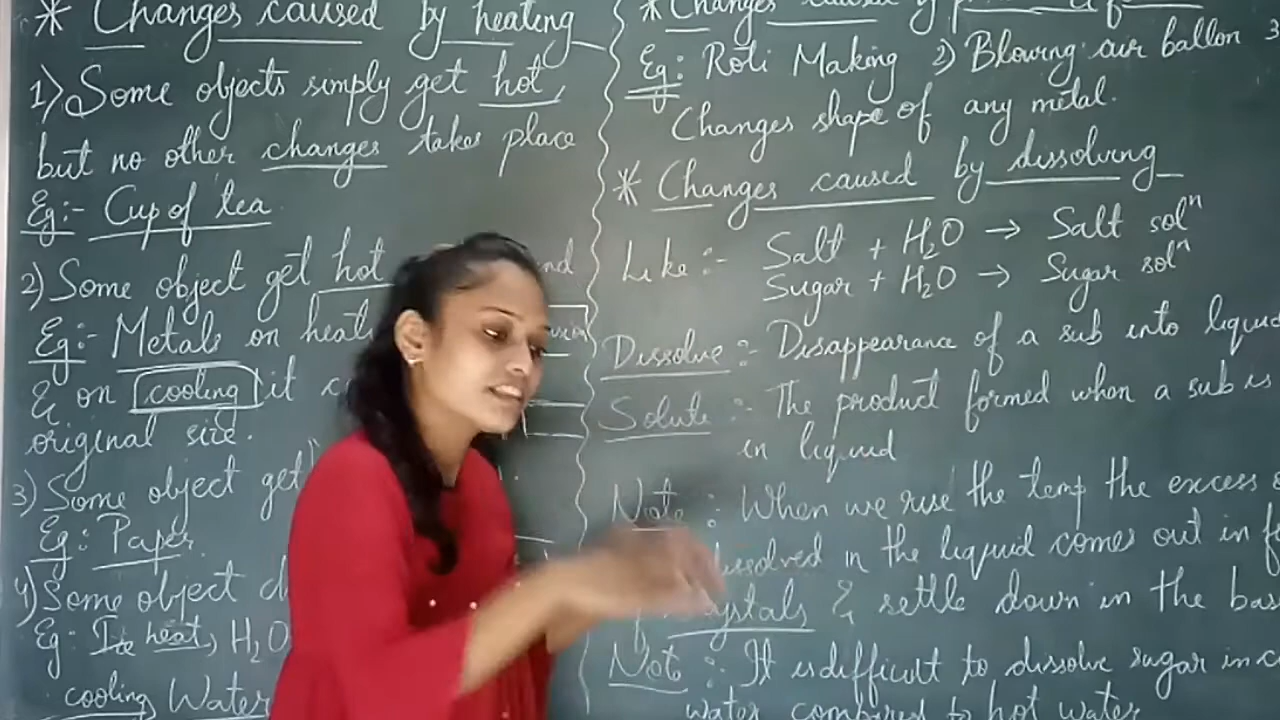 * Changes caused by heating
1) Some objects simply get hot,
but no other changes takes place
Eg:- Cup of tea
2) Some object get hot
Eg:- Metals on heat
& on cooling it
original size.
3) Some object get
Eg: Paper
4) Some object
Eg: Ice heat, H2O
cooling Water
* Changes caused by
Eg: Roti Making 2) Blowing air ballon 3
Changes shape of any metal.
* Changes caused by dissolving
Like:- Salt + H2O → Salt solⁿ
Sugar + H2O → Sugar solⁿ
Dissolve:- Disappearance of a sub into liquid
Solute:- The product formed when a sub is
in liquid
Note: When we rise the temp the excess
dissolved in the liquid comes out in
of crystals & settle down in the
Not: It is difficult to dissolve sugar in
water compared to hot water